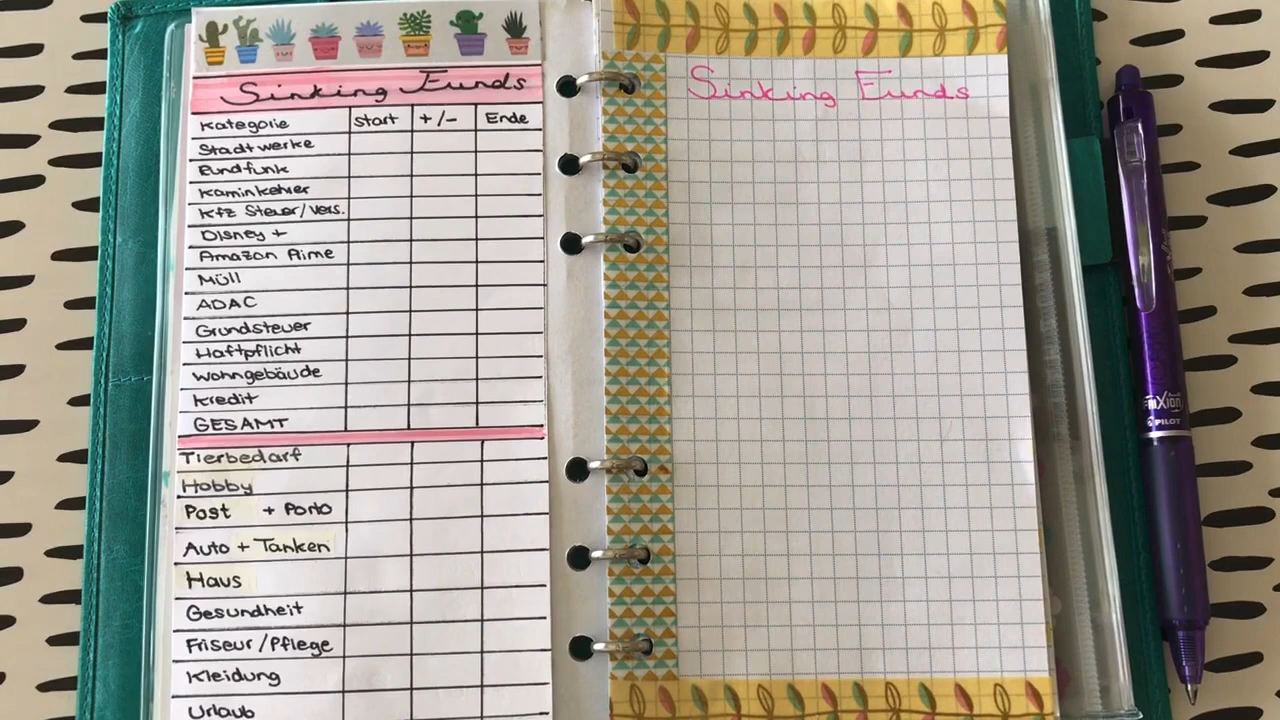 Sinking Funds
Kategorie start +/- Ende
Stadtwerke
Rundfunk
Kaminkehrer
Kfz Steuer/Vers.
Disney +
Amazon Prime
Müll
ADAC
Grundsteuer
Haftpflicht
Wohngebäude
Kredit
GESAMT
Tierbedarf
Hobby
Post + Porto
Auto + Tanken
Haus
Gesundheit
Friseur/Pflege
Kleidung
Urlaub
Sinking Funds
FRiXion
PILOT